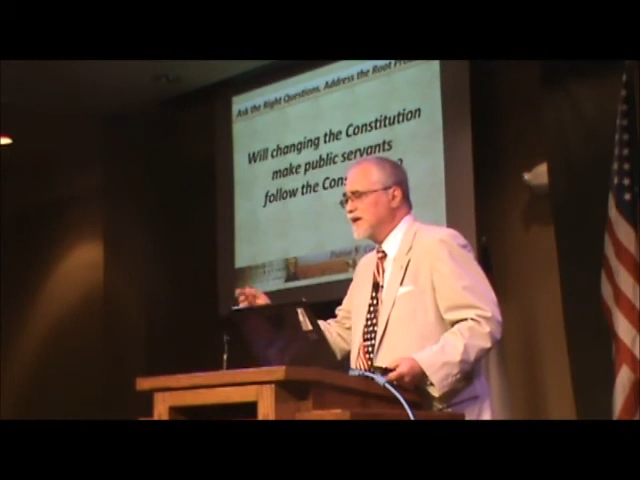 Ask the Right Questions, Address the Root
Will changing the Constitution
make public servants
follow the